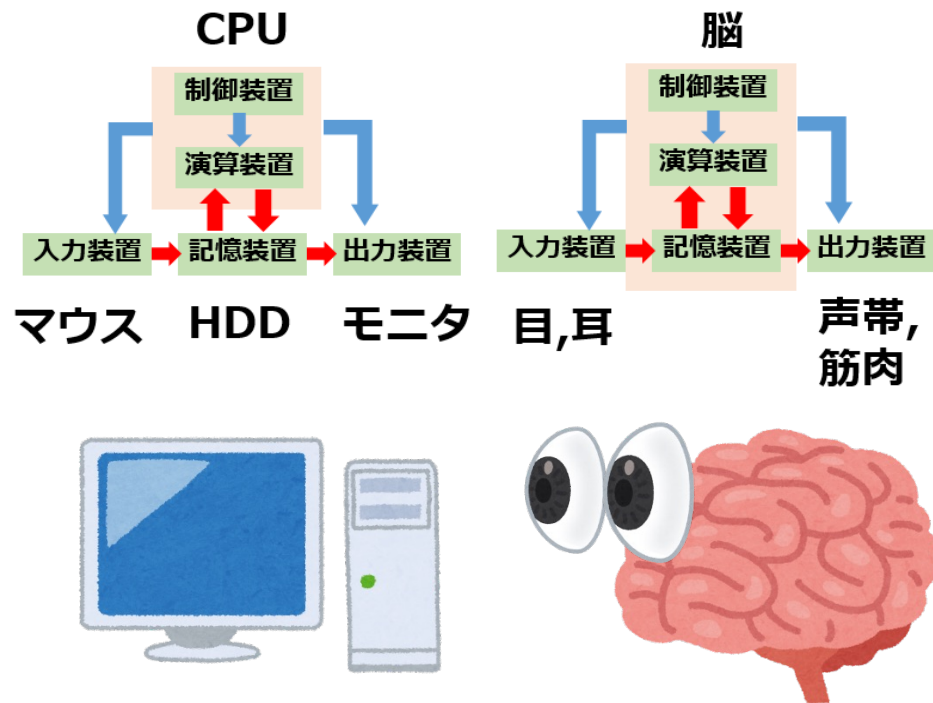 CPU
制御装置
演算装置
入力装置
記憶装置
出力装置
マウス
HDD
モニタ
脳
制御装置
演算装置
入力装置
記憶装置
出力装置
目,耳
声帯,
筋肉